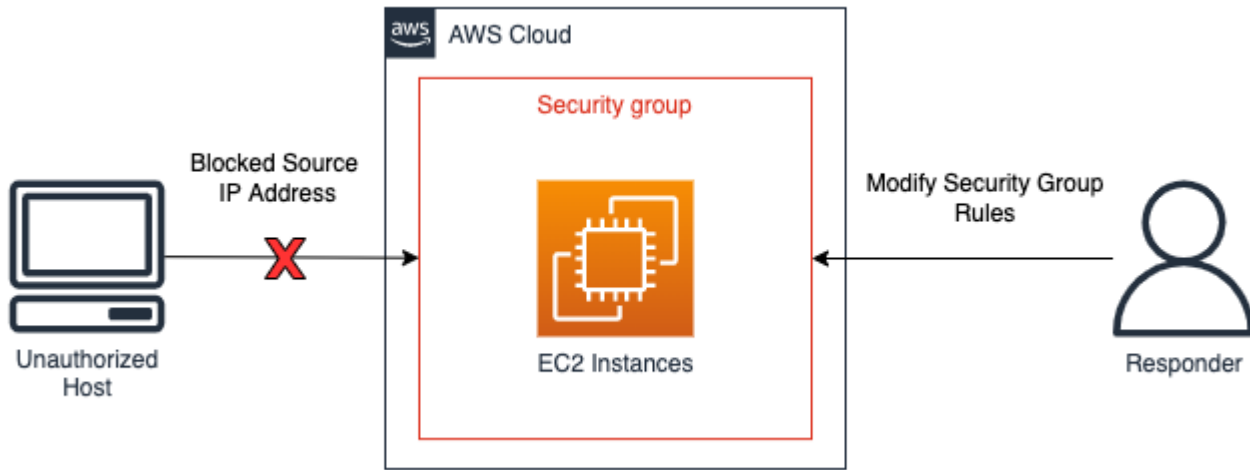 aws
AWS Cloud
Security group
Blocked Source
IP Address
Modify Security Group
Rules
Unauthorized
Host
EC2 Instances
Responder